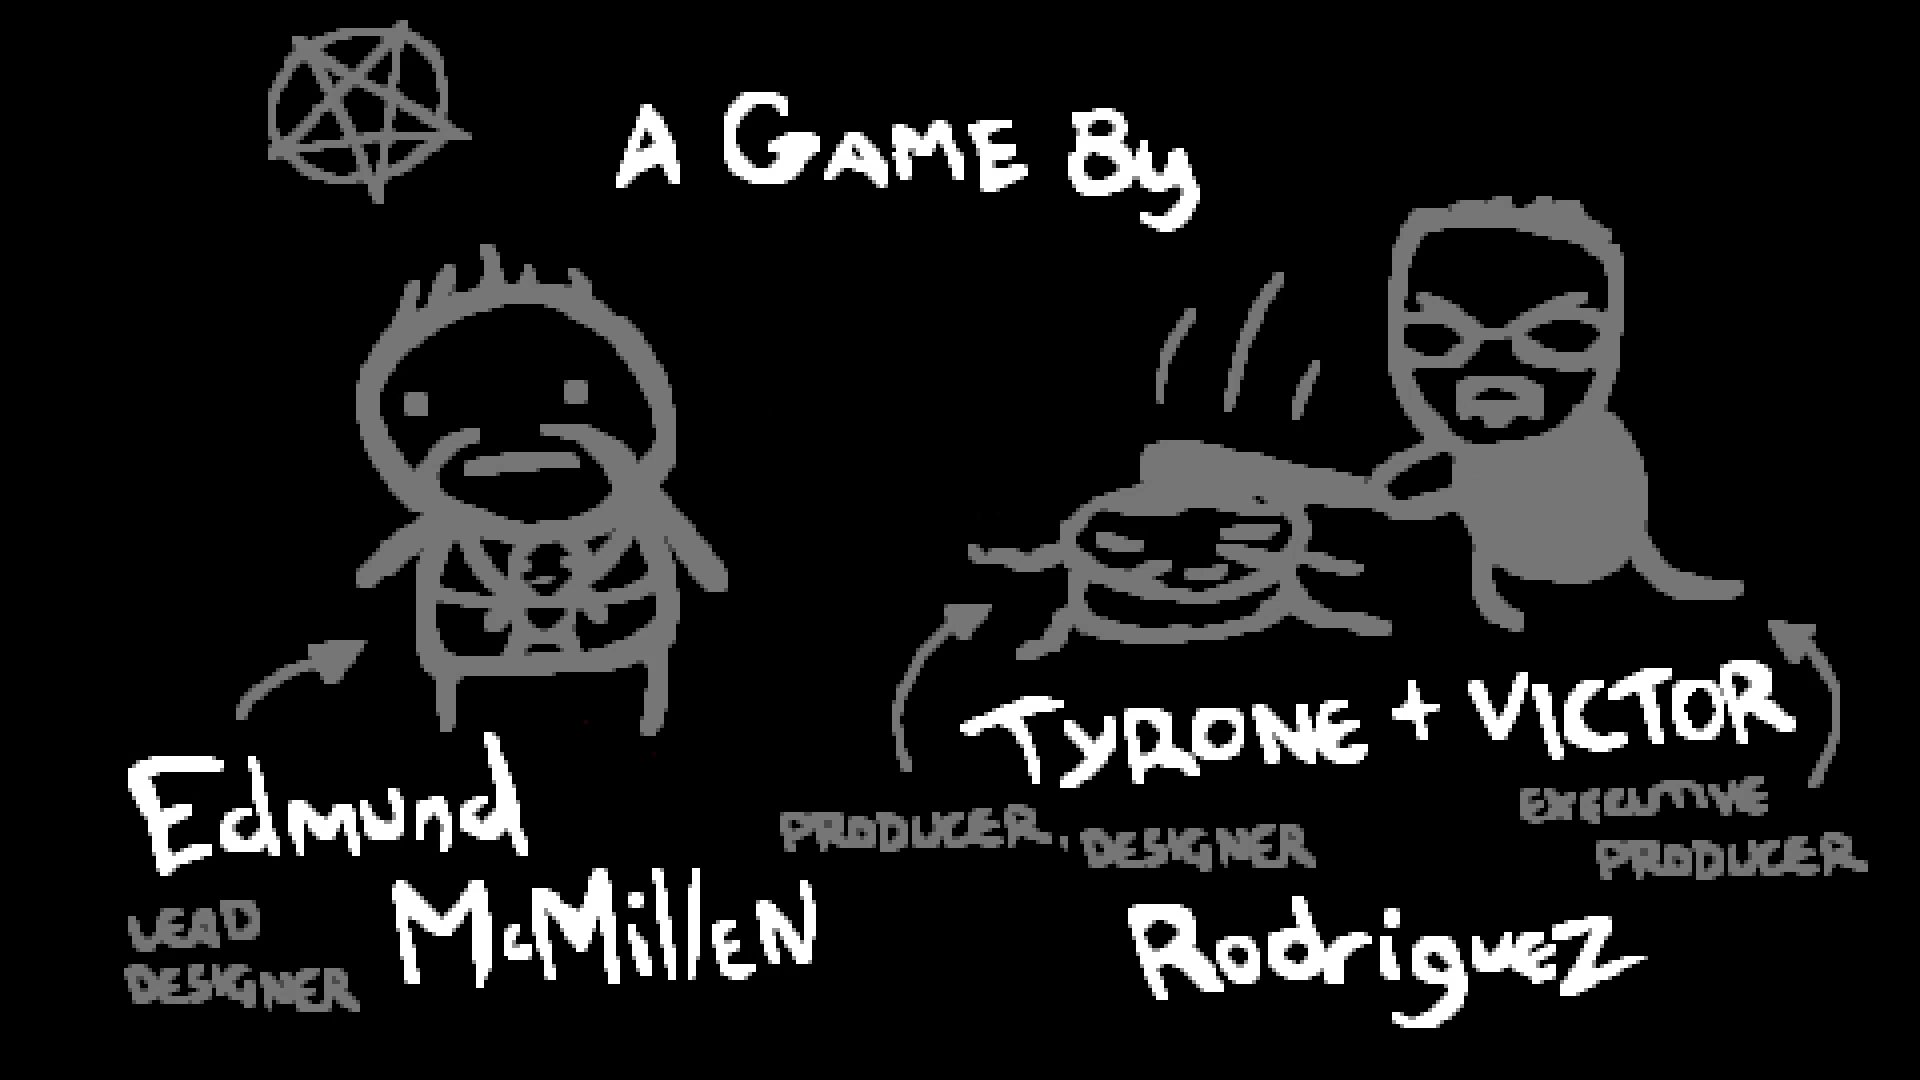 A GAME By
Edmund
McMillEN
LEAD
DESIGNER
TYRONE + VICTOR
PRODUCER.
DESIGNER
EXECUTIVE
PRODUCER
RodrigueZ